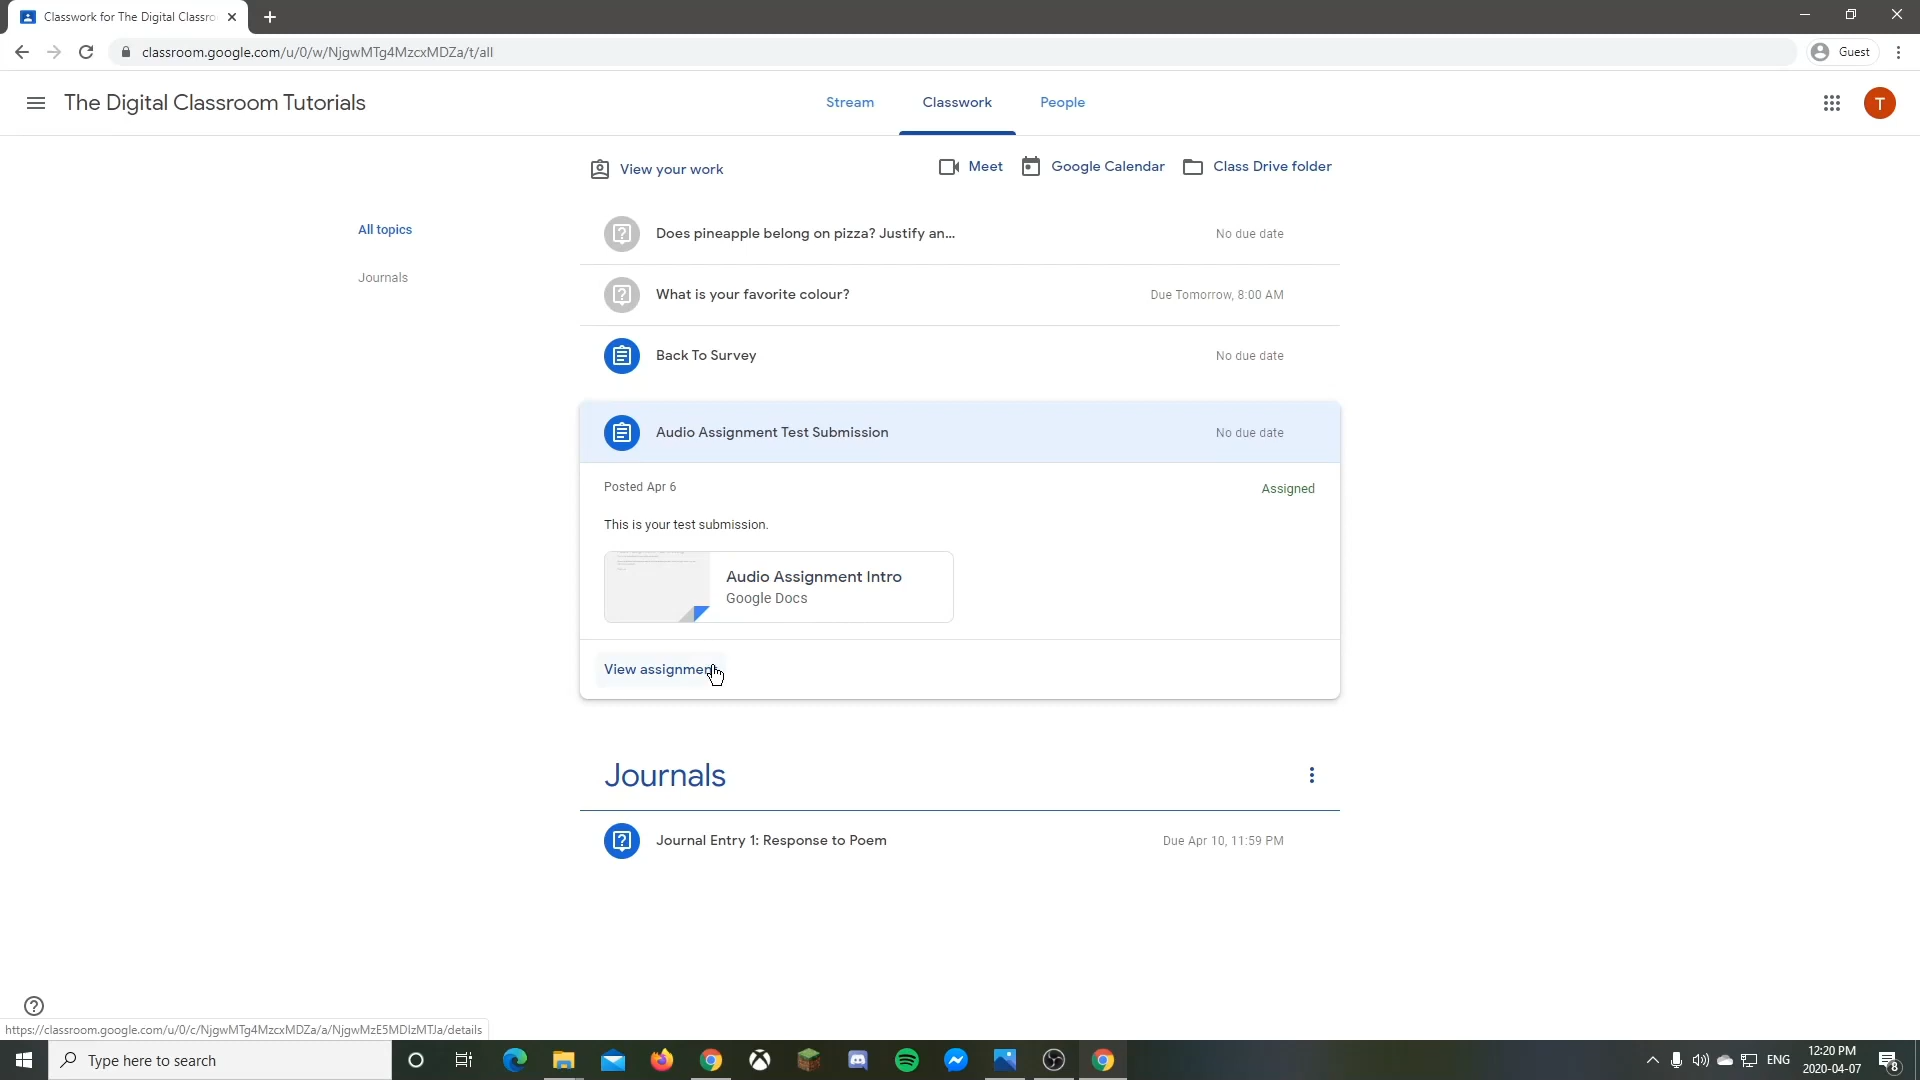 Classwork for The Digital Classro
classroom.google.com/u/0/w/NjgwMTg4MzcxMDZa/t/all
Guest
The Digital Classroom Tutorials
Stream
Classwork
People
T
View your work
Meet
Google Calendar
Class Drive folder
All topics
Journals
Does pineapple belong on pizza? Justify an...
No due date
What is your favorite colour?
Due Tomorrow, 8:00 AM
Back To Survey
No due date
Audio Assignment Test Submission
No due date
Posted Apr 6
Assigned
This is your test submission.
Audio Assignment Intro
Google Docs
View assignment
Journals
Journal Entry 1: Response to Poem
Due Apr 10, 11:59 PM
https://classroom.google.com/u/0/c/NjgwMTg4MzcxMDZa/a/NjgwMzE5MDIzMTJa/details
Type here to search
ENG
12:20 PM
2020-04-07
8